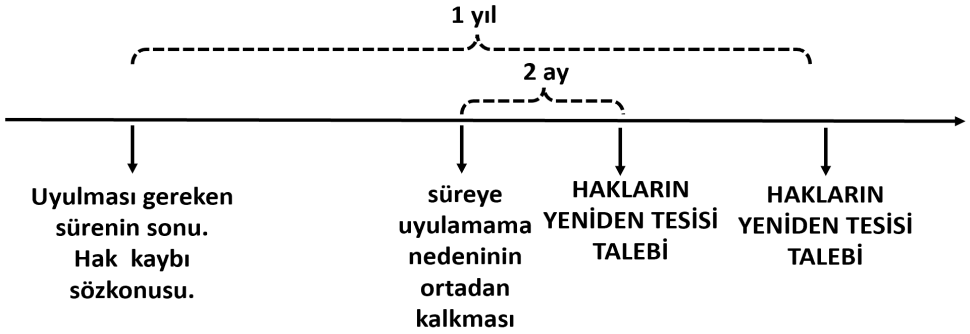 1 yıl
2 ay
Uyulması gereken
sürenin sonu.
Hak kaybı
sözkonusu.
süreye
uyulamama
nedeninin
ortadan
kalkması
HAKLARIN
YENİDEN TESİSİ
TALEBİ
HAKLARIN
YENİDEN TESİSİ
TALEBİ